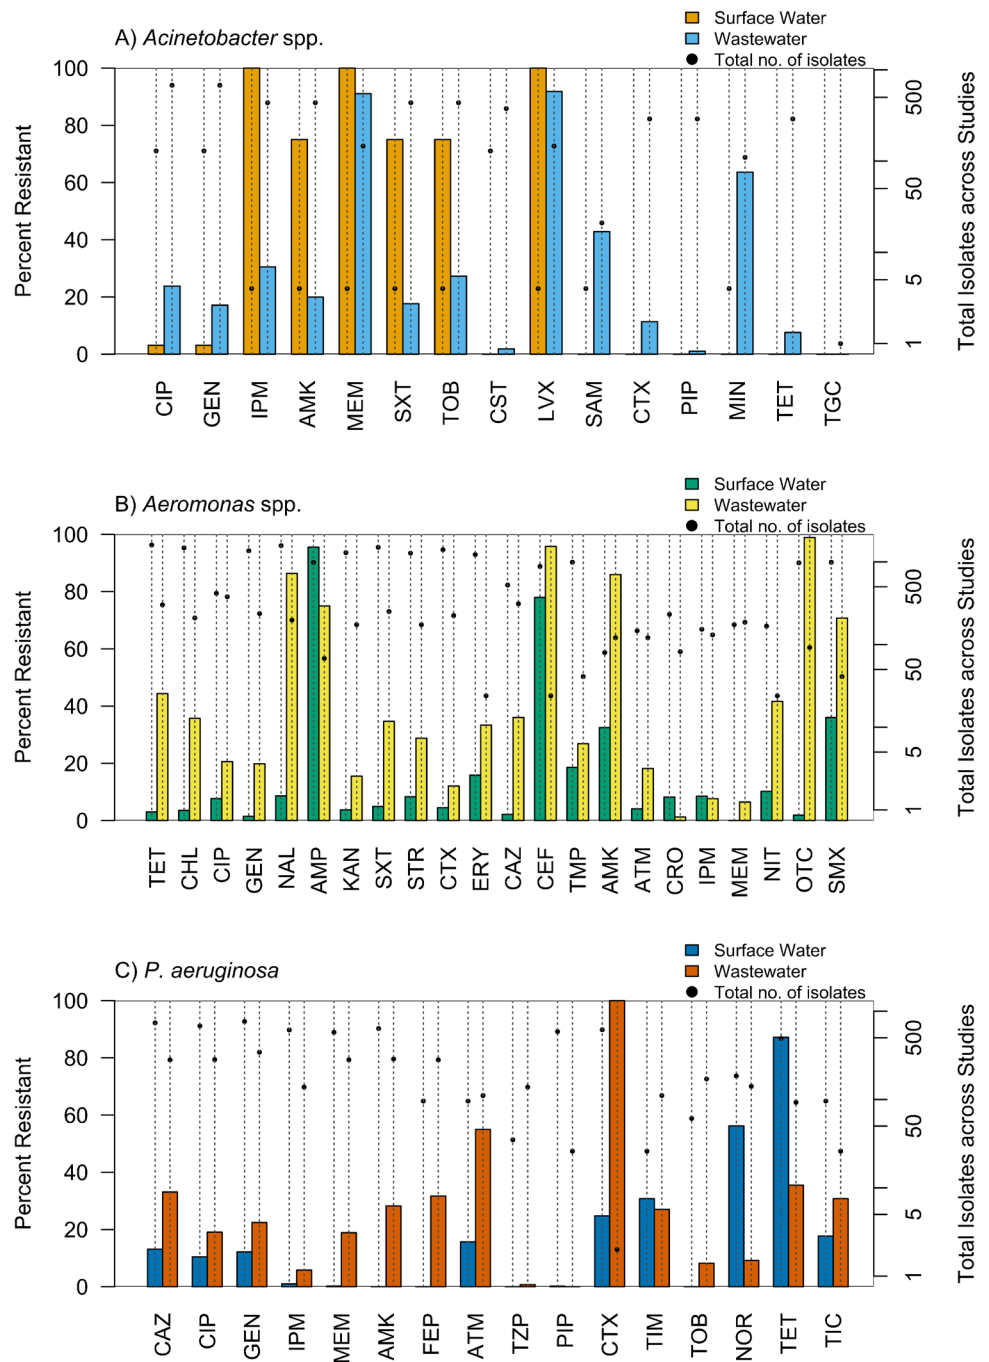 Surface Water
A) Acinetobacter spp.
Wastewater
Total no. of isolates
Percent Resistant
100
80
60
40
20
0
500
50
5
1
Total Isolates across Studies
CIP GEN IPM AMK MEM SXT TOB CST LVX SAM CTX PIP MIN TET TGC
Surface Water
B) Aeromonas spp.
Wastewater
Total no. of isolates
Percent Resistant
100
80
60
40
20
0
500
50
5
1
Total Isolates across Studies
TET CHL CIP GEN NAL AMP KAN SXT STR CTX ERY CAZ CEF TMP AMK ATM CRO IPM MEM NIT OTC SMX
Surface Water
C) P. aeruginosa
Wastewater
Total no. of isolates
Percent Resistant
100
80
60
40
20
0
500
50
5
1
Total Isolates across Studies
CAZ CIP GEN IPM MEM AMK FEP ATM TZP PIP CTX TIM TOB NOR TET TIC